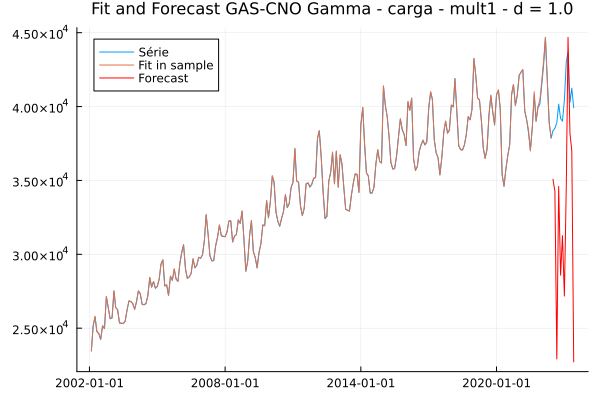 Fit and Forecast GAS-CNO Gamma - carga - mult1 - d = 1.0
4.50×10⁴
Série
Fit in sample
Forecast
4.00×10⁴
3.50×10⁴
3.00×10⁴
2.50×10⁴
2002-01-01 2008-01-01 2014-01-01 2020-01-01